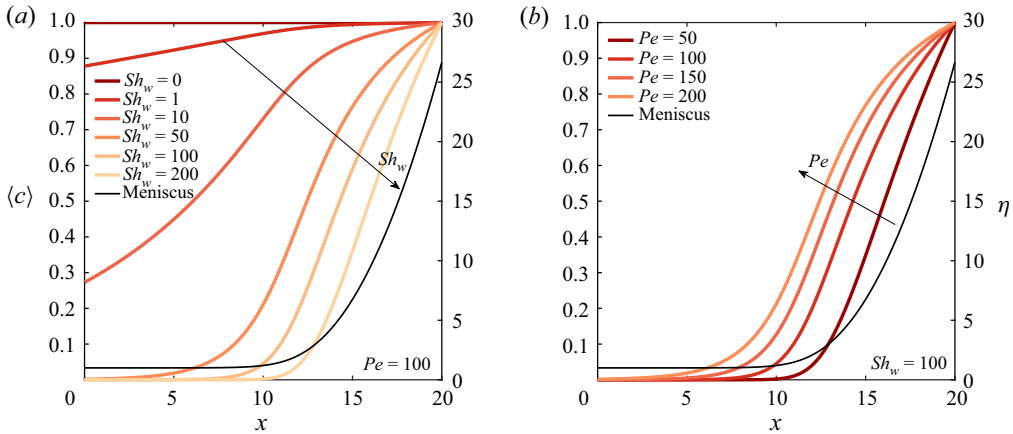 (a)
1.0
0.9
0.8
0.7
0.6
0.5
0.4
0.3
0.2
0.1
⟨c⟩
Sh_w = 0
Sh_w = 1
Sh_w = 10
Sh_w = 50
Sh_w = 100
Sh_w = 200
Meniscus
Sh_w
Pe = 100
30
25
20
15
10
5
0
0
5
10
15
20
x
(b)
1.0
0.9
0.8
0.7
0.6
0.5
0.4
0.3
0.2
0.1
Pe = 50
Pe = 100
Pe = 150
Pe = 200
Meniscus
Pe
Sh_w = 100
30
25
20
15
10
5
0
η
0
5
10
15
20
x